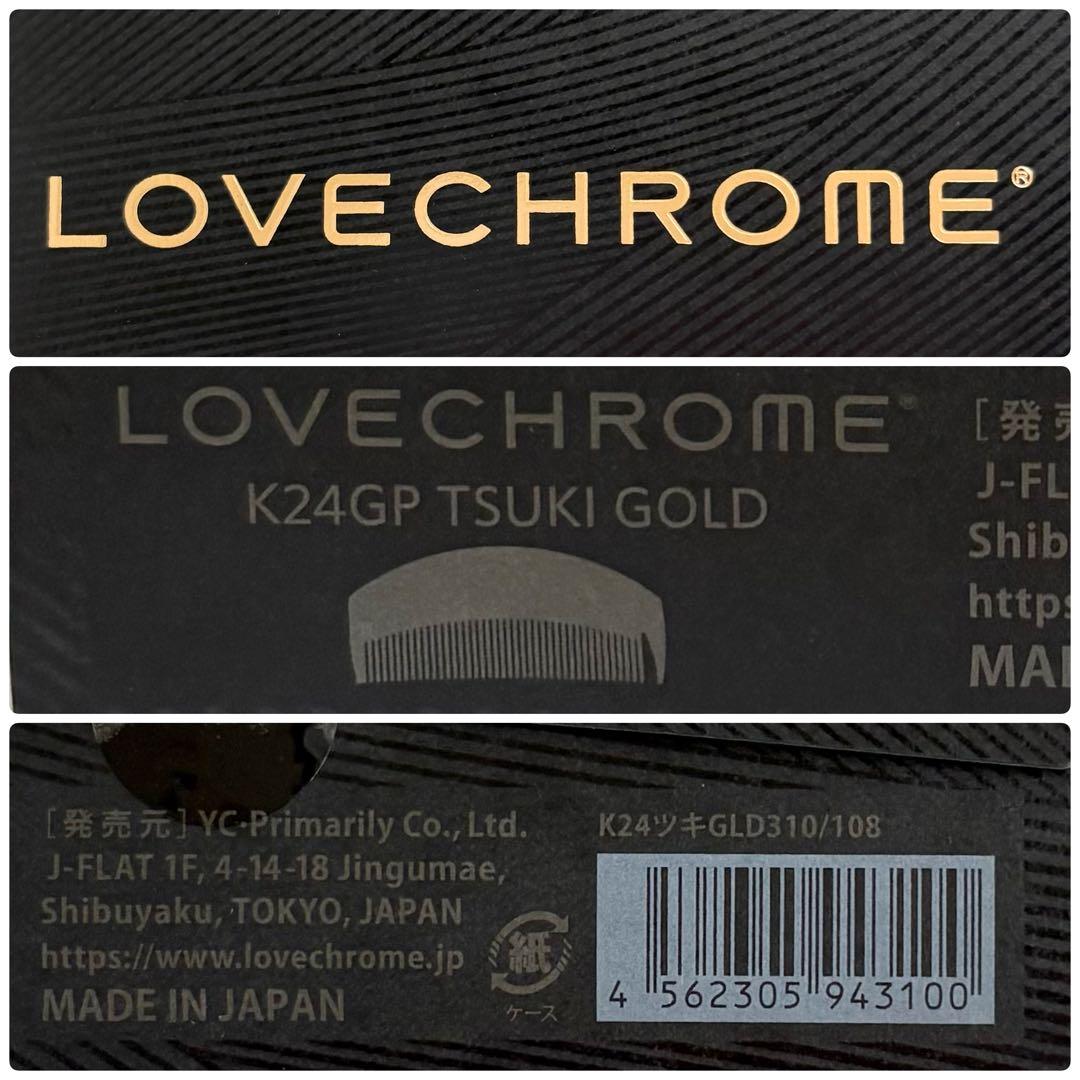 LOVECHROME®
LOVECHROME®
K24GP TSUKI GOLD
[発売
J-FL
Shib
https
MA
[発売元] YC・Primarily Co., Ltd.
J-FLAT 1F, 4-14-18 Jingumae,
Shibuyaku, TOKYO, JAPAN
https://www.lovechrome.jp
MADE IN JAPAN
紙
ケース
K24ツキGLD310/108
4 562305 943100